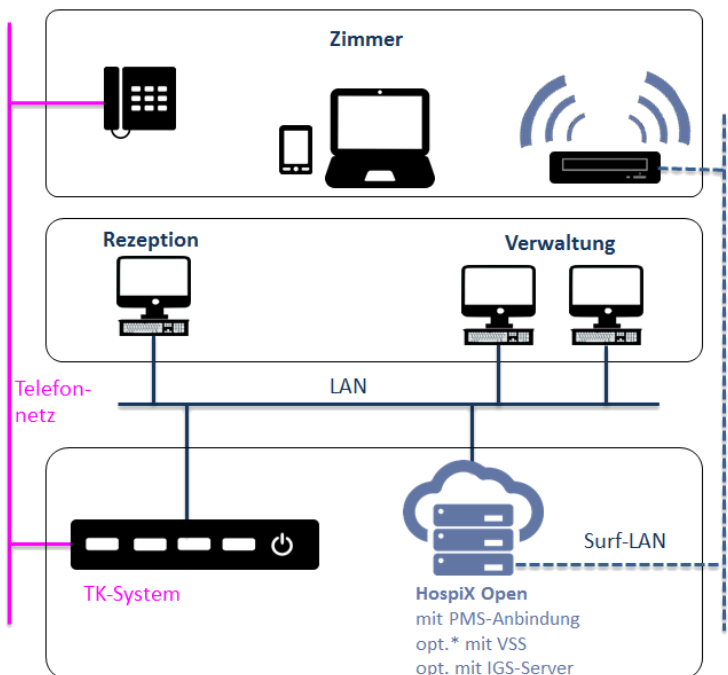 Zimmer
Rezeption
Verwaltung
LAN
Telefon-
netz
Surf-LAN
TK-System
HospiX Open
mit PMS-Anbindung
opt.* mit VSS
opt. mit IGS-Server